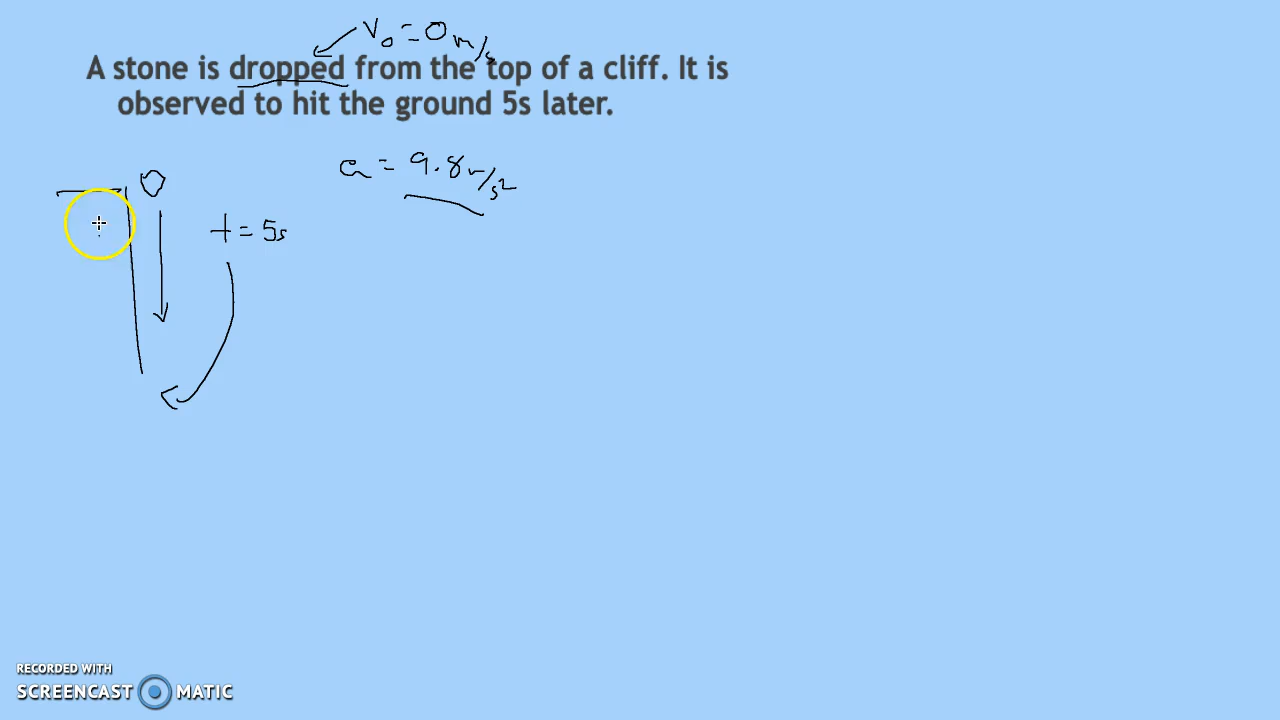 v₀ = 0 m/s
A stone is dropped from the top of a cliff. It is
observed to hit the ground 5s later.
a = 9.8 m/s²
t = 5s
RECORDED WITH
SCREENCAST MATIC